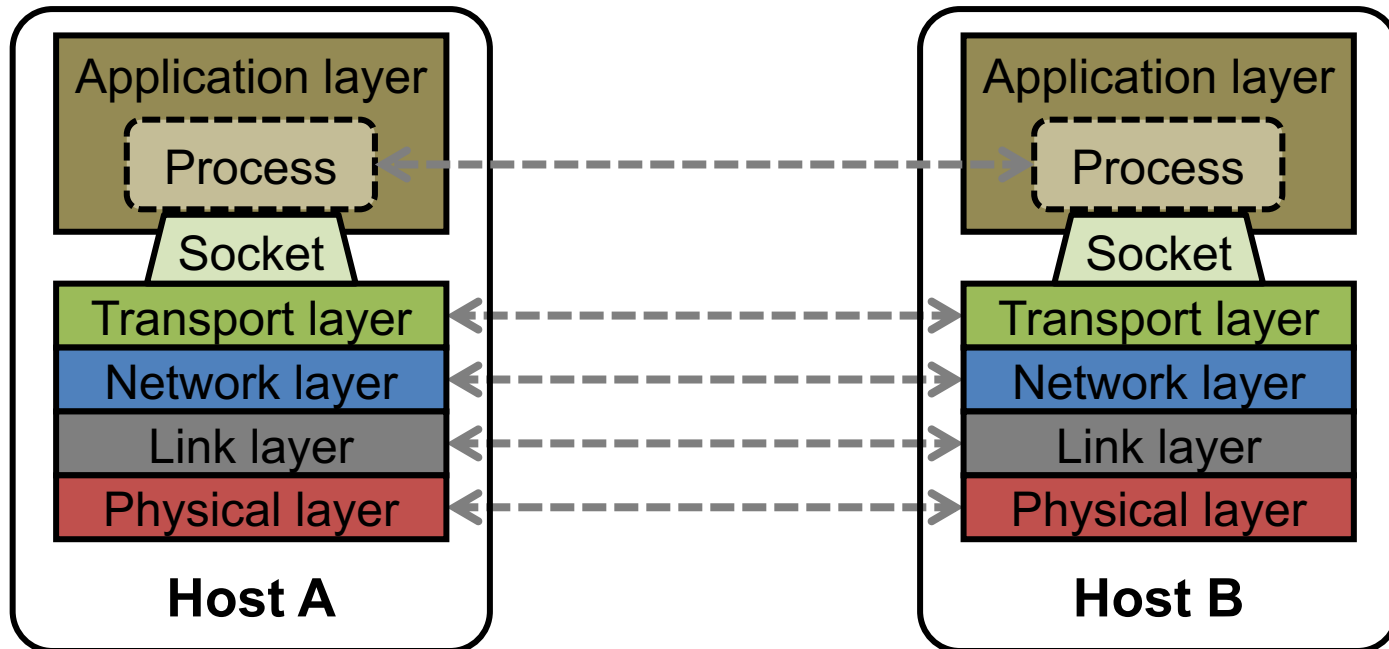 Application layer
Application layer
Process
Process
Socket
Socket
Transport layer
Transport layer
Network layer
Network layer
Link layer
Link layer
Physical layer
Physical layer
Host A
Host B